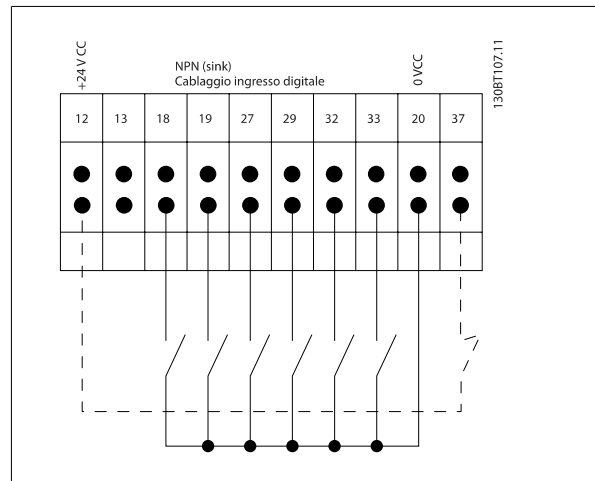 +24 V CC
NPN (sink)
Cablaggio ingresso digitale
0 VCC
130BT107.11
12 13 18 19 27 29 32 33 20 37